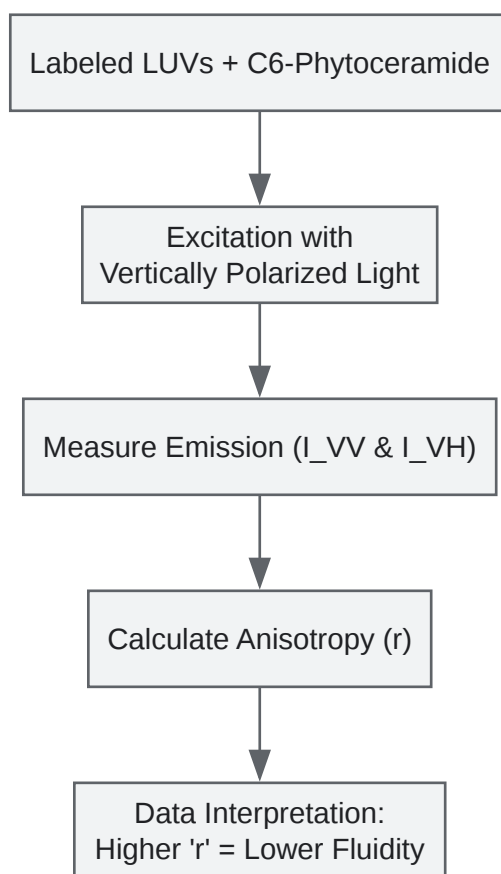 Labeled LUVs + C6-Phytoceramide
Excitation with
Vertically Polarized Light
Measure Emission (I_VV & I_VH)
Calculate Anisotropy (r)
Data Interpretation:
Higher 'r' = Lower Fluidity